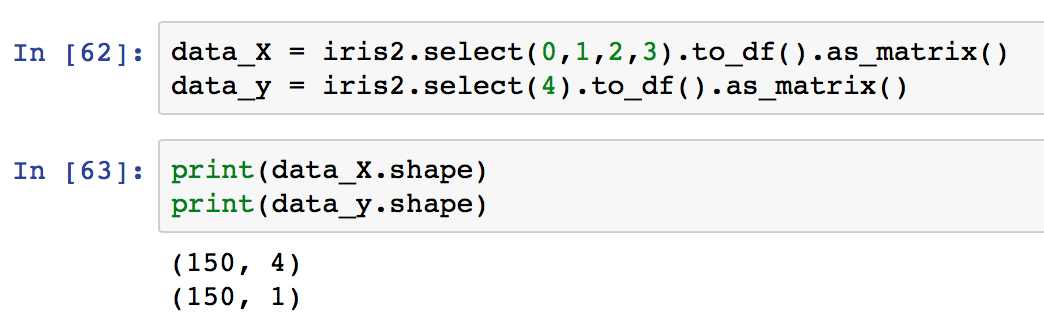 In [62]: data_X = iris2.select(0,1,2,3).to_df().as_matrix()
data_y = iris2.select(4).to_df().as_matrix()
In [63]: print(data_X.shape)
print(data_y.shape)
(150, 4)
(150, 1)